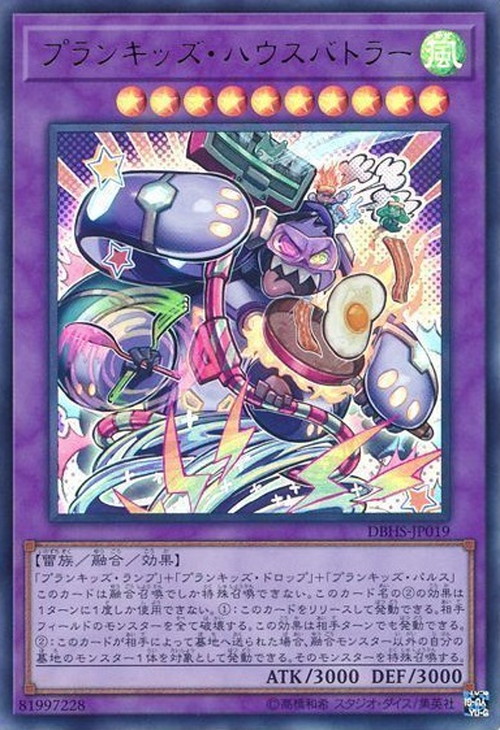 プランキッズ・ハウスバトラー 風
DBHS-JP019
【雷族／融合／効果】
「プランキッズ・ランプ」+「プランキッズ・ドロップ」+「プランキッズ・パルス」
このカードは融合召喚でしか特殊召喚できない。このカード名の②の効果は
１ターンに１度しか使用できない。①：このカードをリリースして発動できる。相手
フィールドのモンスターを全て破壊する。この効果は相手ターンでも発動できる。
②：このカードが相手によって墓地へ送られた場合、融合モンスター以外の自分の
墓地のモンスター１体を対象として発動できる。そのモンスターを特殊召喚する。
ATK/3000 DEF/3000
81997228 ©高橋和希 スタジオ・ダイス/集英社